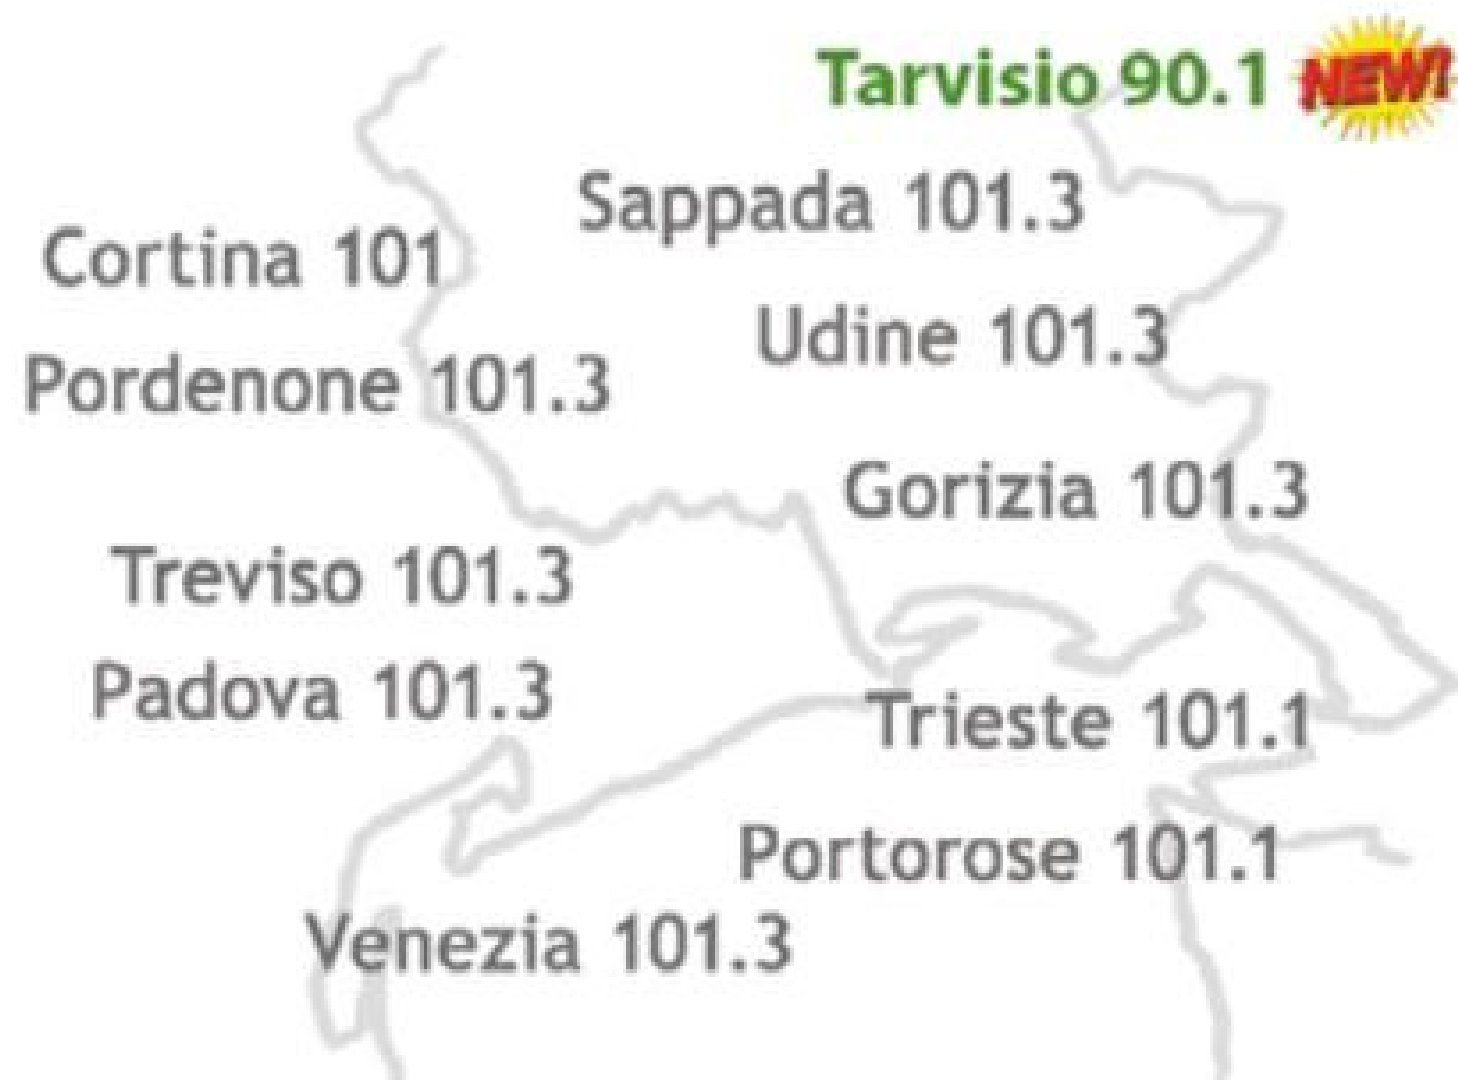 Tarvisio 90.1 NEW!
Sappada 101.3
Cortina 101
Udine 101.3
Pordenone 101.3
Gorizia 101.3
Treviso 101.3
Padova 101.3
Trieste 101.1
Portorose 101.1
Venezia 101.3